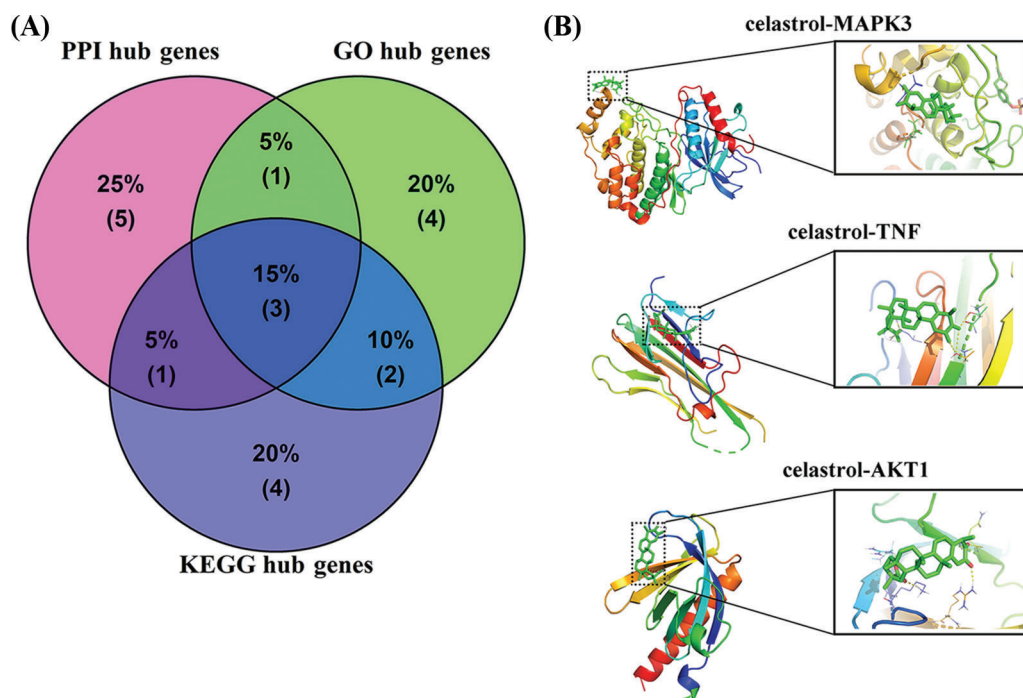 (A)
PPI hub genes
GO hub genes
5%
(1)
25%
(5)
20%
(4)
15%
(3)
5%
(1)
10%
(2)
20%
(4)
KEGG hub genes
(B)
celastrol-MAPK3
celastrol-TNF
celastrol-AKT1